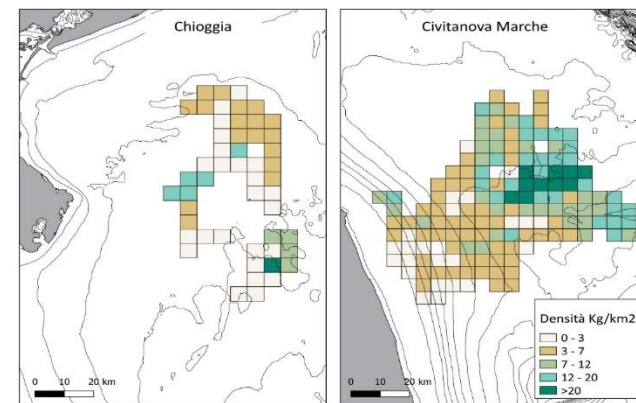 Chioggia
Civitanova Marche
0 10 20 km
0 10 20 km
Densità Kg/km2
0 - 3
3 - 7
7 - 12
12 - 20
>20